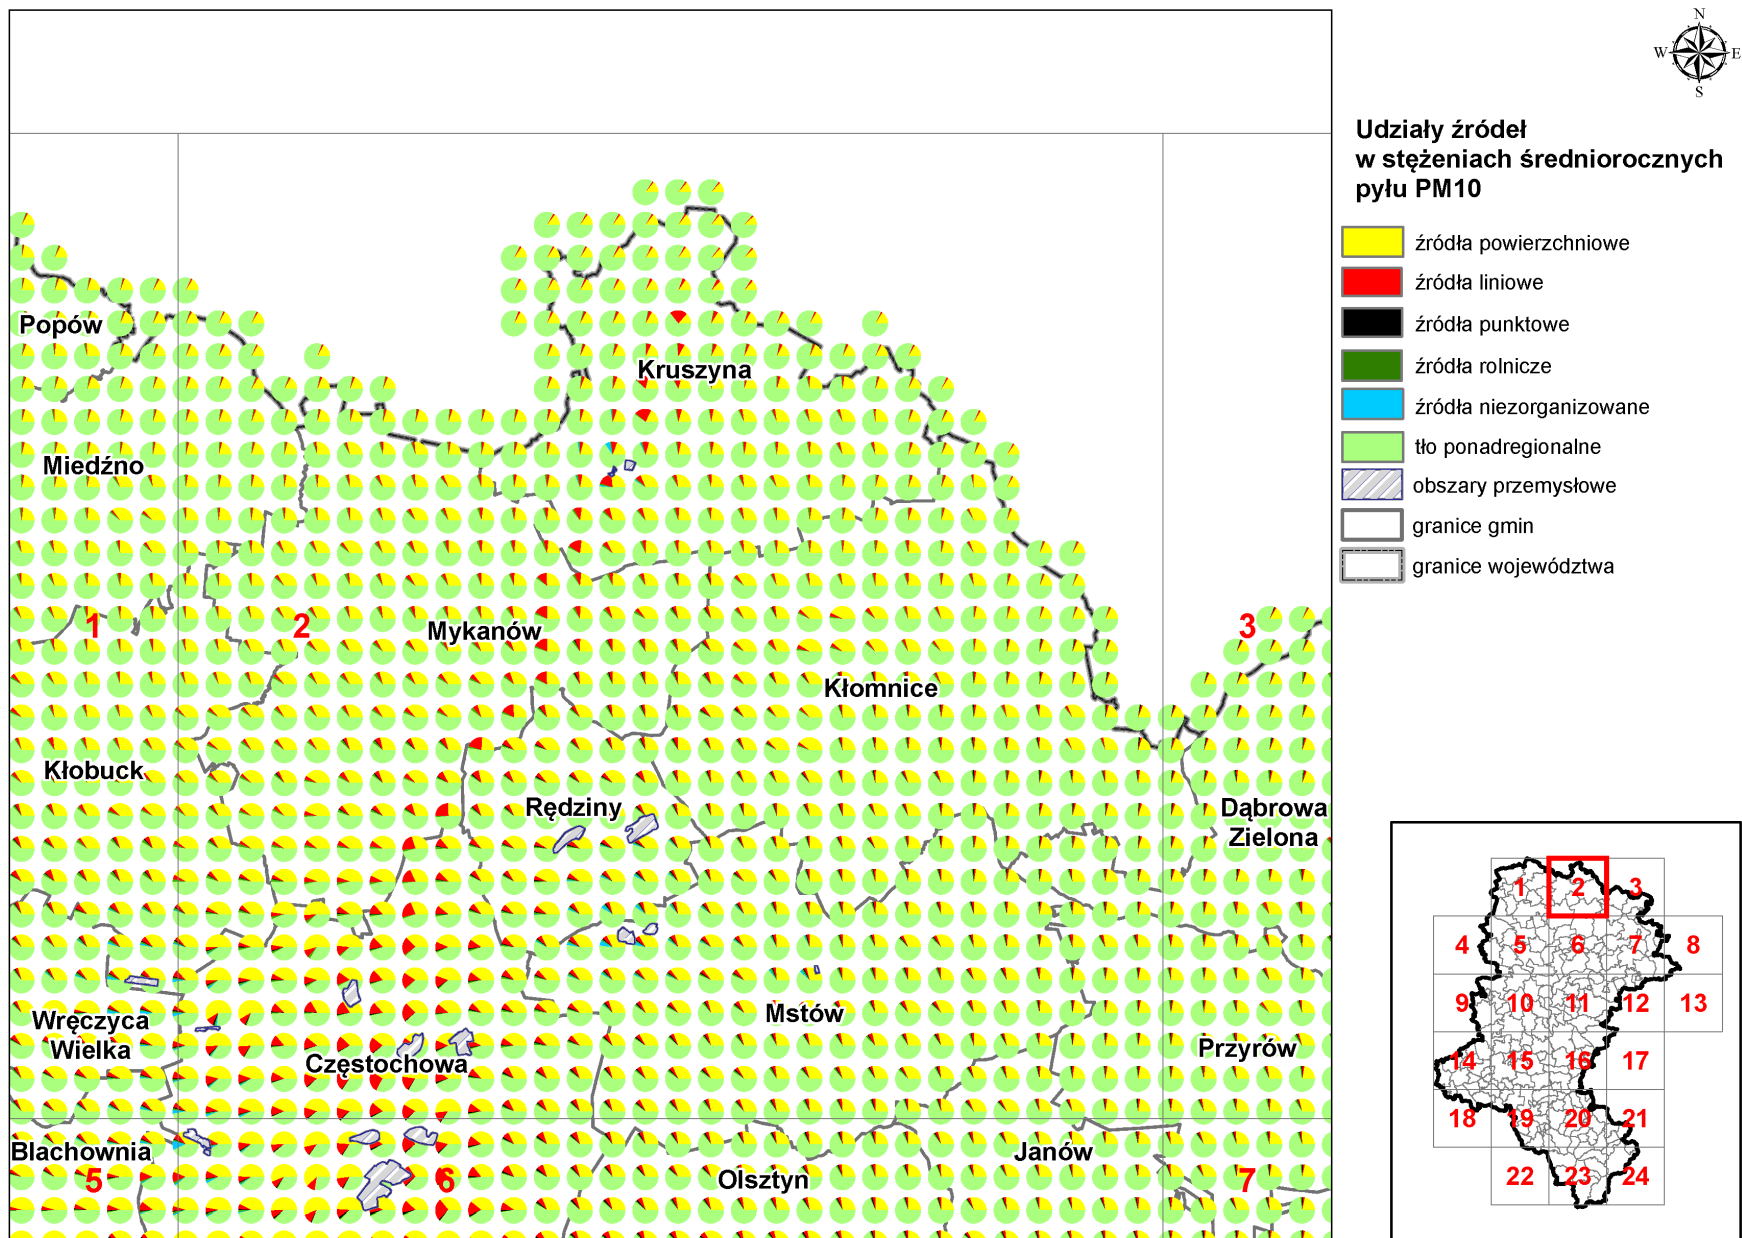 N
W E
S
Udziały źródeł
w stężeniach średniorocznych
pyłu PM10
źródła powierzchniowe
źródła liniowe
źródła punktowe
źródła rolnicze
źródła niezorganizowane
tło ponadregionalne
obszary przemysłowe
granice gmin
granice województwa
Popów
Kruszyna
Miedźno
1
2
Mykanów
3
Kłomnice
Kłobuck
Rędziny
Dąbrowa
Zielona
Wręczyca
Wielka
Mstów
Częstochowa
Przyrów
Blachownia
Janów
5
6
Olsztyn
7
1 2 3
4 5 6 7 8
9 10 11 12 13
14 15 16 17
18 19 20 21
22 23 24